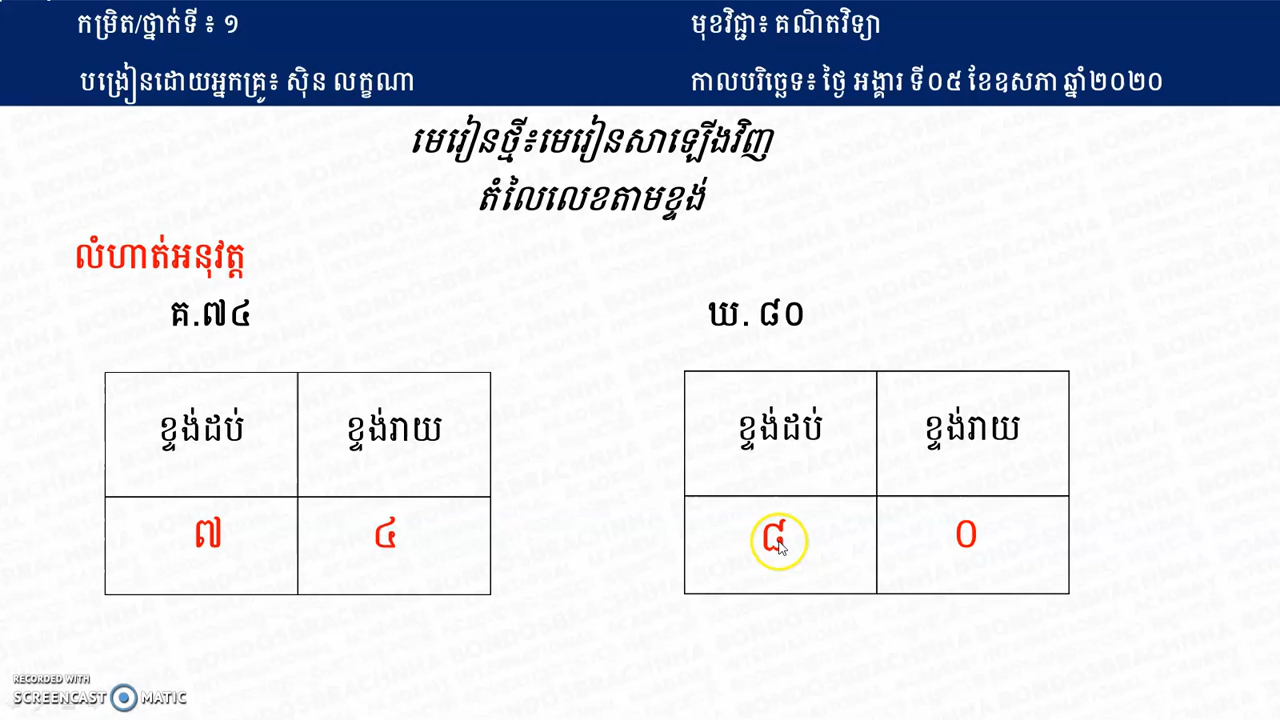 កម្រិត/ថ្នាក់ទី ៖ ១
មុខវិជ្ជា៖ គណិតវិទ្យា
បង្រៀនដោយអ្នកគ្រូ៖ ស៊ិន លក្ខណា
កាលបរិច្ឆេទ៖ ថ្ងៃ អង្គារ ទី០៥ ខែឧសភា ឆ្នាំ២០២០
មេរៀនថ្មី៖មេរៀនសាឡើងវិញ
តំលៃលេខតាមខ្ទង់
លំហាត់អនុវត្ត
គ.៧៤
ឃ. ៨០
ខ្ទង់ដប់ ខ្ទង់រាយ
៧ ៤
ខ្ទង់ដប់ ខ្ទង់រាយ
៨ ០
RECORDED WITH
SCREENCAST MATIC